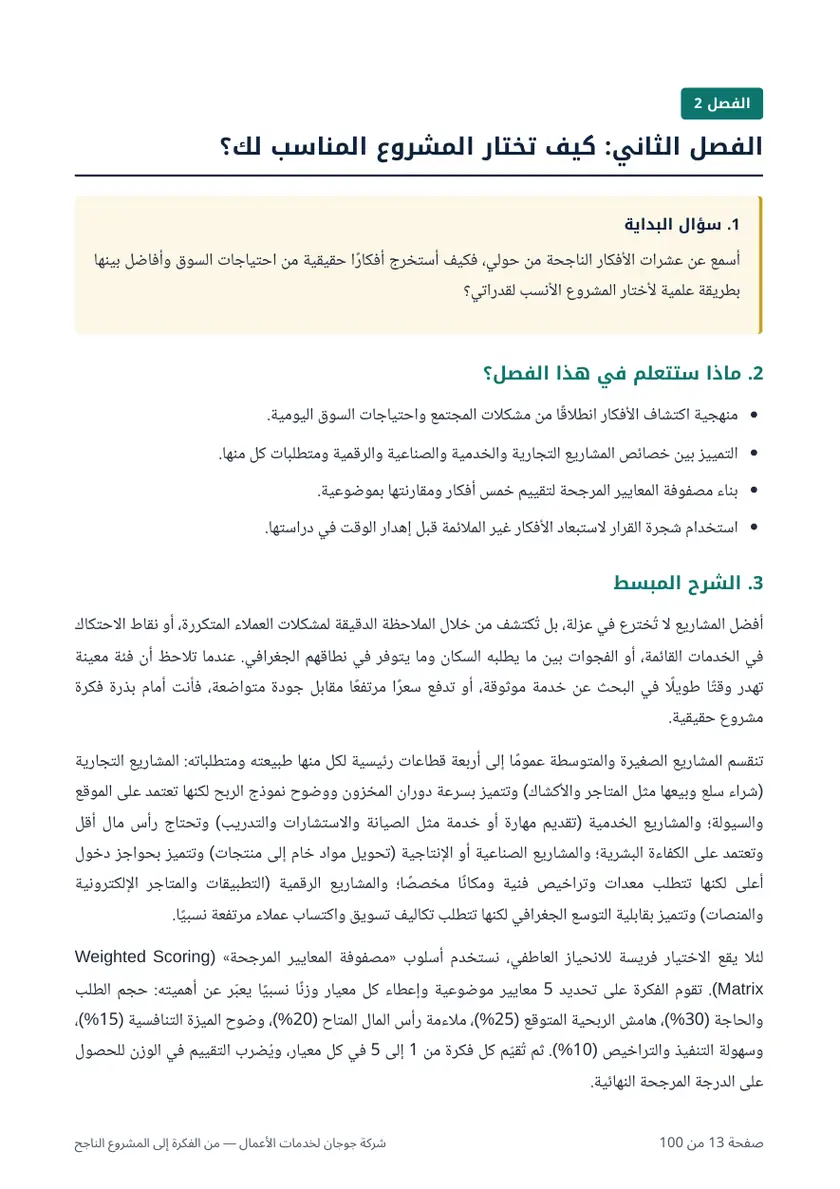 الفصل 2
الفصل الثاني: كيف تختار المشروع المناسب لك؟
1. سؤال البداية
أسمع عن عشرات الأفكار الناجحة من حولي، فكيف أستخرج أفكارًا حقيقية من احتياجات السوق وأفاضل بينها
بطريقة علمية لأختار المشروع الأنسب لقدراتي؟
2. ماذا ستتعلم في هذا الفصل؟
• منهجية اكتشاف الأفكار انطلاقًا من مشكلات المجتمع واحتياجات السوق اليومية.
• التمييز بين خصائص المشاريع التجارية والخدمية والصناعية والرقمية ومتطلبات كل منها.
• بناء مصفوفة المعايير المرجحة لتقييم خمس أفكار ومقارنتها بموضوعية.
• استخدام شجرة القرار لاستبعاد الأفكار غير الملائمة قبل إهدار الوقت في دراستها.
3. الشرح المبسط
أفضل المشاريع لا تُخترع في عزلة، بل تُكتشف من خلال الملاحظة الدقيقة لمشكلات العملاء المتكررة، أو نقاط الاحتكاك
في الخدمات القائمة، أو الفجوات بين ما يطلبه السكان وما يتوفر في نطاقهم الجغرافي. عندما تلاحظ أن فئة معينة
تهدر وقتًا طويلًا في البحث عن خدمة موثوقة، أو تدفع سعرًا مرتفعًا مقابل جودة متواضعة، فأنت أمام بذرة فكرة
مشروع حقيقية.
تنقسم المشاريع الصغيرة والمتوسطة عمومًا إلى أربعة قطاعات رئيسية لكل منها طبيعته ومتطلباته: المشاريع التجارية
(شراء سلع وبيعها مثل المتاجر والأكشاك) وتتميز بسرعة دوران المخزون ووضوح نموذج الربح لكنها تعتمد على الموقع
والسيولة؛ والمشاريع الخدمية (تقديم مهارة أو خدمة مثل الصيانة والاستشارات والتدريب) وتحتاج رأس مال أقل
وتعتمد على الكفاءة البشرية؛ والمشاريع الصناعية أو الإنتاجية (تحويل مواد خام إلى منتجات) وتتميز بحواجز دخول
أعلى لكنها تتطلب معدات وتراخيص فنية ومكانًا مخصصًا؛ والمشاريع الرقمية (التطبيقات والمتاجر الإلكترونية
والمنصات) وتتميز بقابلية التوسع الجغرافي لكنها تتطلب تكاليف تسويق واكتساب عملاء مرتفعة نسبيًا.
لئلا يقع الاختيار فريسة للانحياز العاطفي، نستخدم أسلوب «مصفوفة المعايير المرجحة» (Weighted Scoring
Matrix). تقوم الفكرة على تحديد 5 معايير موضوعية وإعطاء كل معيار وزنًا نسبيًا يعبّر عن أهميته: حجم الطلب
والحاجة (30%)، هامش الربحية المتوقع (25%)، ملاءمة رأس المال المتاح (20%)، وضوح الميزة التنافسية (15%)،
وسهولة التنفيذ والتراخيص (10%). ثم تُقيّم كل فكرة من 1 إلى 5 في كل معيار، ويُضرب التقييم في الوزن للحصول
على الدرجة المرجحة النهائية.
صفحة 13 من 100
شركة جوجان لخدمات الأعمال — من الفكرة إلى المشروع الناجح